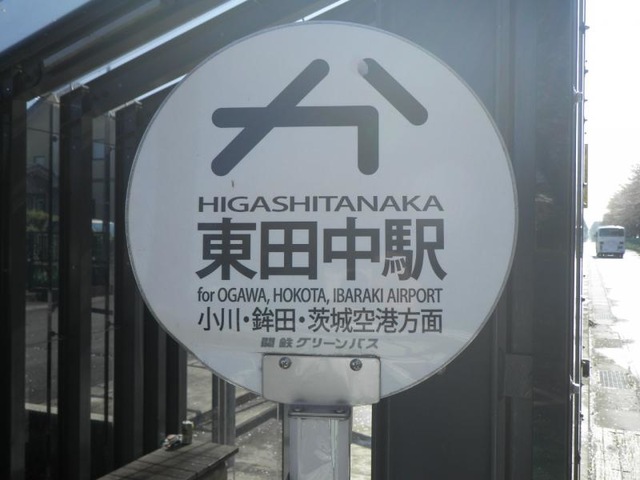 HIGASHITANAKA
東田中駅
for OGAWA, HOKOTA, IBARAKI AIRPORT
小川・鉾田・茨城空港方面
関鉄グリーンバス